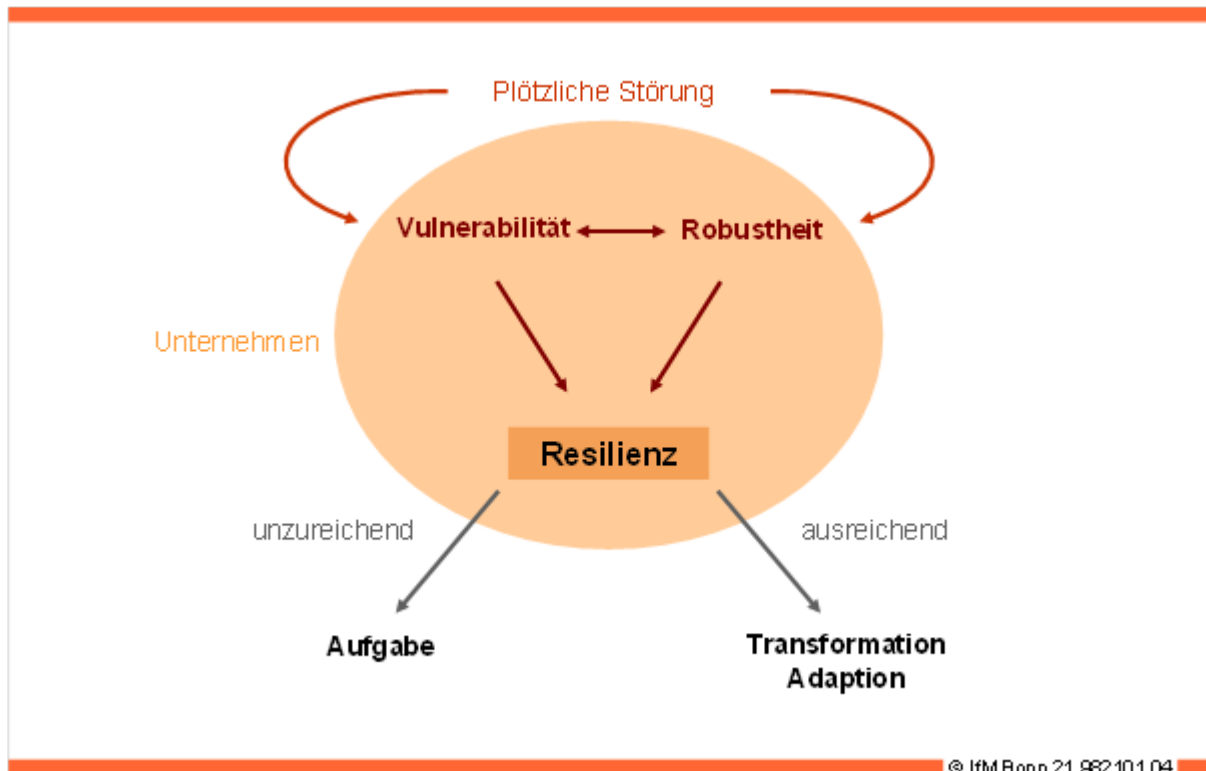 Plötzliche Störung
Vulnerabilität
Robustheit
Unternehmen
Resilienz
unzureichend
ausreichend
Aufgabe
Transformation
Adaption
© IfM Bonn 21 982101 04